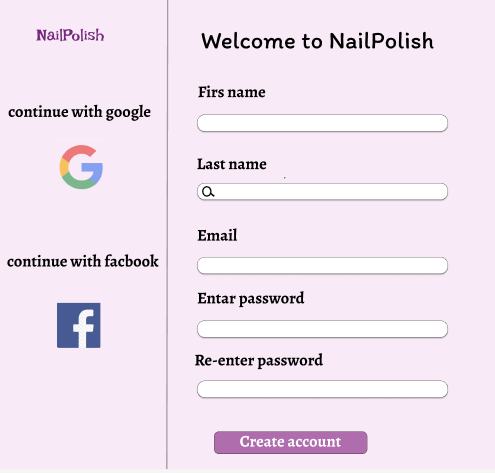 NailPolish
continue with google
continue with facbook
Welcome to NailPolish
Firs name
Last name
Email
Entar password
Re-enter password
Create account